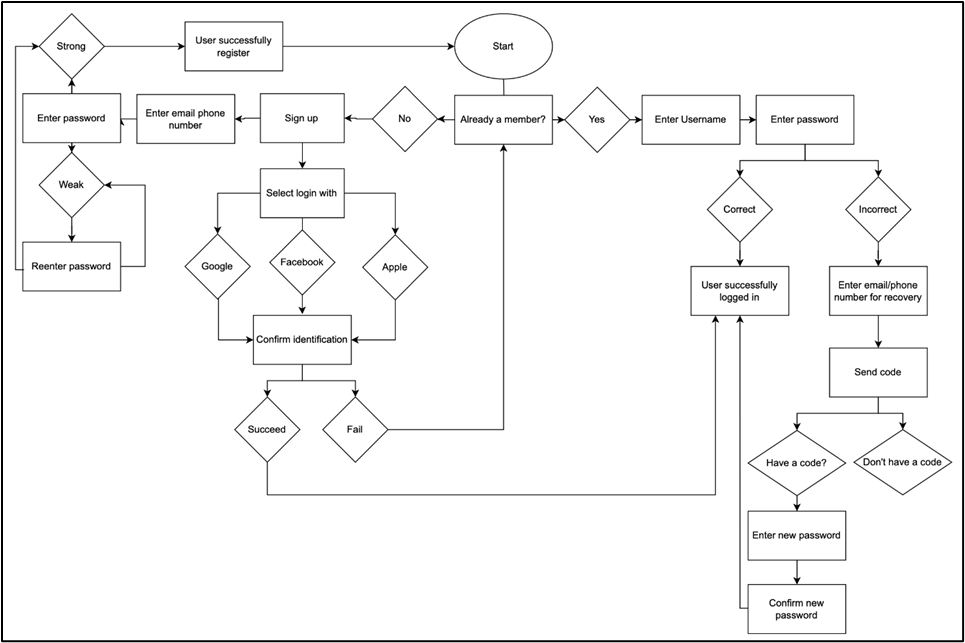 Strong
User successfully
register
Start
Enter password
Enter email phone
number
Sign up
No
Already a member?
Yes
Enter Username
Enter password
Weak
Select login with
Correct
Incorrect
Reenter password
Google
Facebook
Apple
User successfully
logged in
Enter email/phone
number for recovery
Confirm identification
Send code
Succeed
Fail
Have a code?
Don't have a code
Enter new password
Confirm new
password